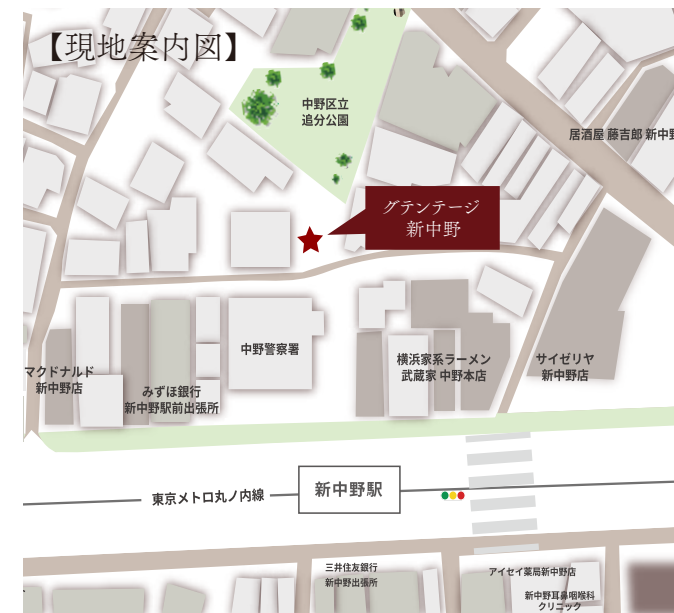 【現地案内図】
中野区立
追分公園
居酒屋 藤吉郎 新中野
グテンテージ
新中野
中野警察署
マクドナルド
新中野店
みずほ銀行
新中野駅前出張所
横浜家系ラーメン
武蔵家 中野本店
サイゼリヤ
新中野店
東京メトロ丸ノ内線
新中野駅
三井住友銀行
新中野出張所
アイセイ薬局新中野店
新中野耳鼻咽喉科
クリニック